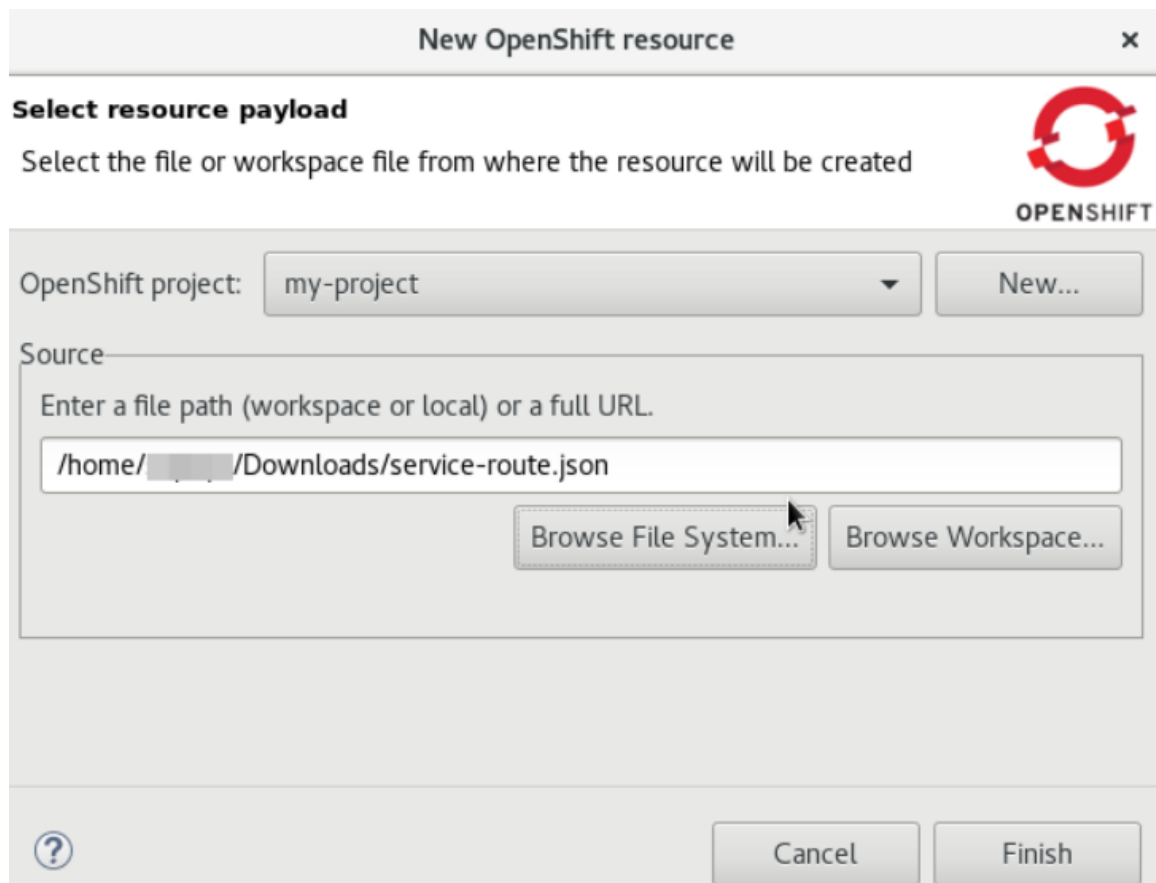 New OpenShift resource ×
Select resource payload
Select the file or workspace file from where the resource will be created
OPENSHIFT
OpenShift project: my-project New...
Source
Enter a file path (workspace or local) or a full URL.
/home/ /Downloads/service-route.json
Browse File System... Browse Workspace...
? Cancel Finish